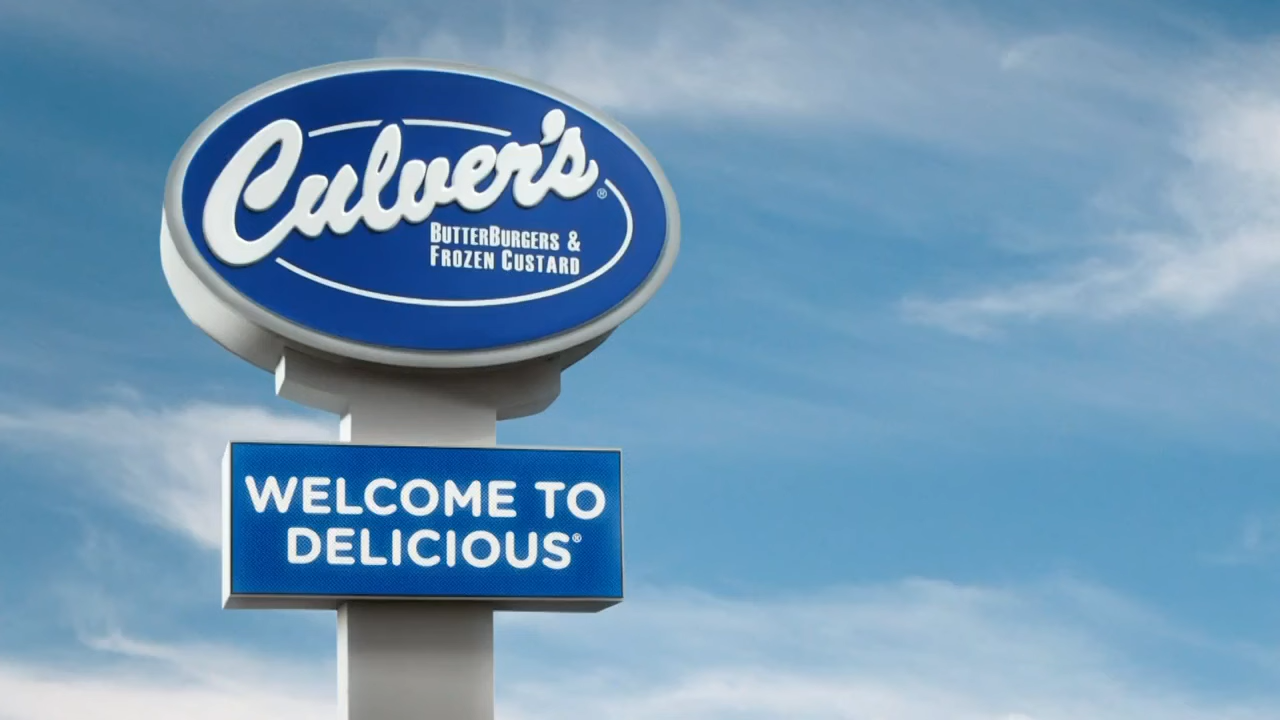 Culver's®
BUTTERBURGERS &
FROZEN CUSTARD
WELCOME TO
DELICIOUS®